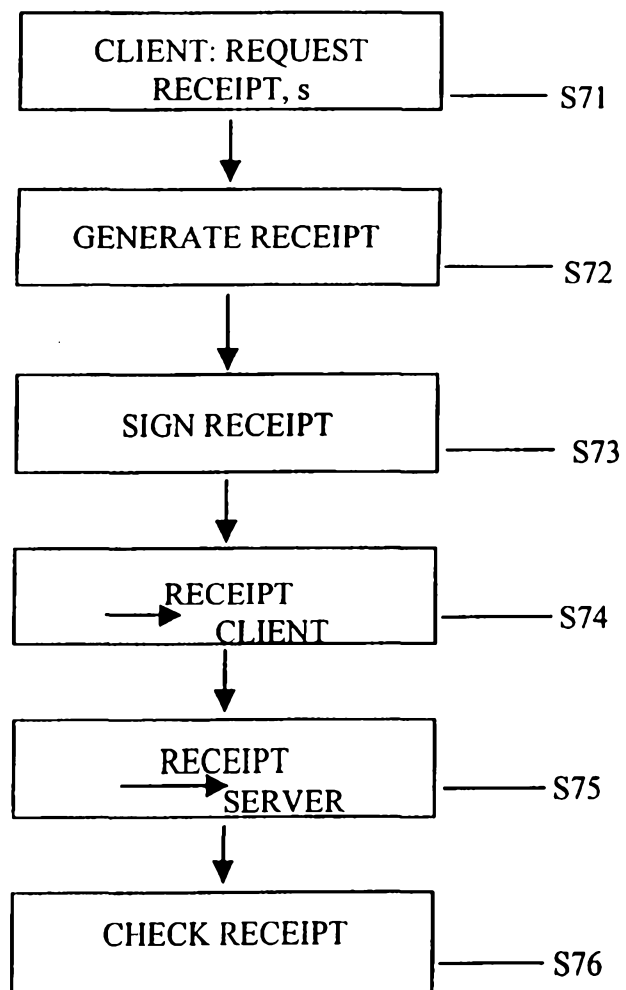 CLIENT: REQUEST
RECEIPT, s
S71
GENERATE RECEIPT
S72
SIGN RECEIPT
S73
RECEIPT
CLIENT
S74
RECEIPT
SERVER
S75
CHECK RECEIPT
S76